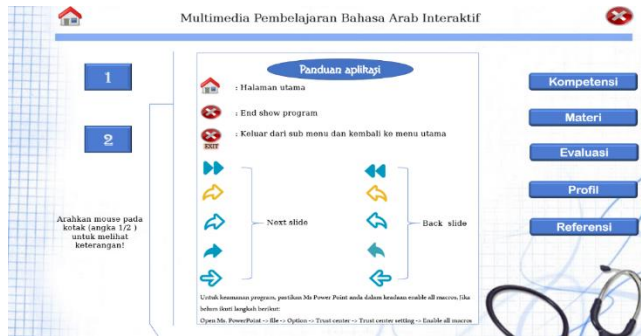 Multimedia Pembelajaran Bahasa Arab Interaktif
1
2
Arahkan mouse pada
kotak (angka 1/2 )
untuk melihat
keterangan!
Panduan aplikasi
: Halaman utama
: End show program
EXIT
: Keluar dari sub menu dan kembali ke menu utama
Next slide
Back slide
Untuk keamanan program, pastikan Ms Power Point anda dalam keadaan enable all macros, Jika
belum ikuti langkah berikut:
Open Ms. PowerPoint -> file -> Option -> Trust center -> Trust center setting -> Enable all macros
Kompetensi
Materi
Evaluasi
Profil
Referensi